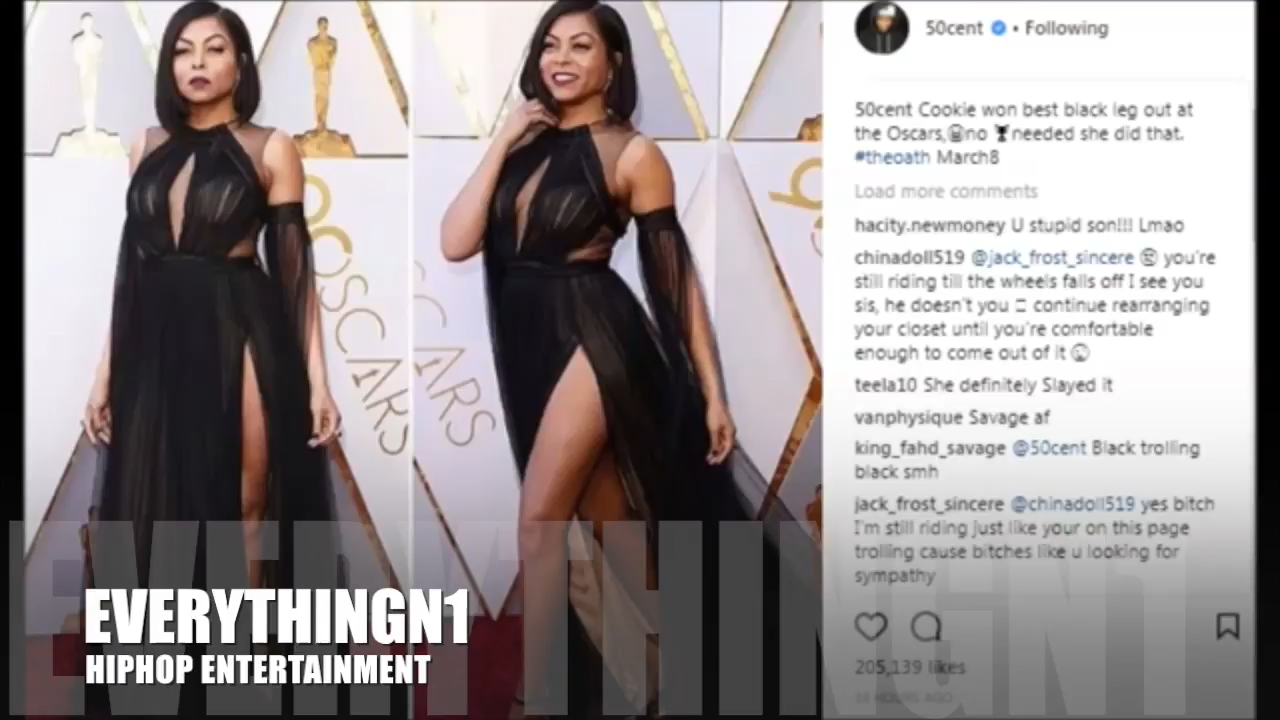 50cent • Following
50cent Cookie won best black leg out at
the Oscars,😀no 🏆needed she did that.
#theoath March8
Load more comments
hacity.newmoney U stupid son!!! Lmao
chinadoll519 @jack_frost_sincere you're
still riding till the wheels falls off I see you
sis, he doesn't you continue rearranging
your closet until you're comfortable
enough to come out of it
teela10 She definitely Slayed it
vanphysique Savage af
king_fahd_savage @50cent Black trolling
black smh
jack_frost_sincere @chinadoll519 yes bitch
I'm still riding just like your on this page
trolling cause bitches like u looking for
sympathy
205,139 likes
HOURS AGO
OSCARS
OSCARS
EVERYTHINGN1
EVERYTHINGN1
HIPHOP ENTERTAINMENT